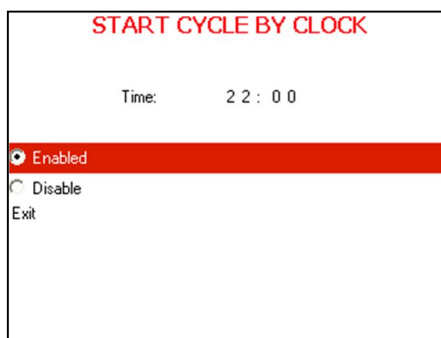 START CYCLE BY CLOCK
Time: 22:00
Enabled
Disable
Exit